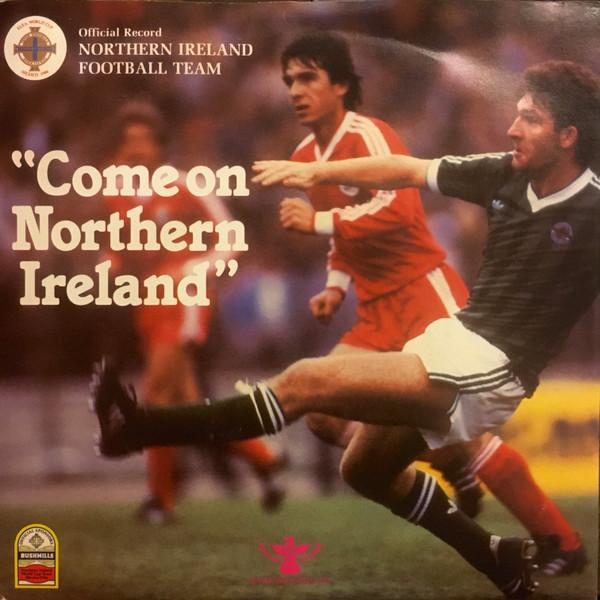 Official Record
NORTHERN IRELAND
FOOTBALL TEAM
"Come on
Northern
Ireland"
BUSHMILLS